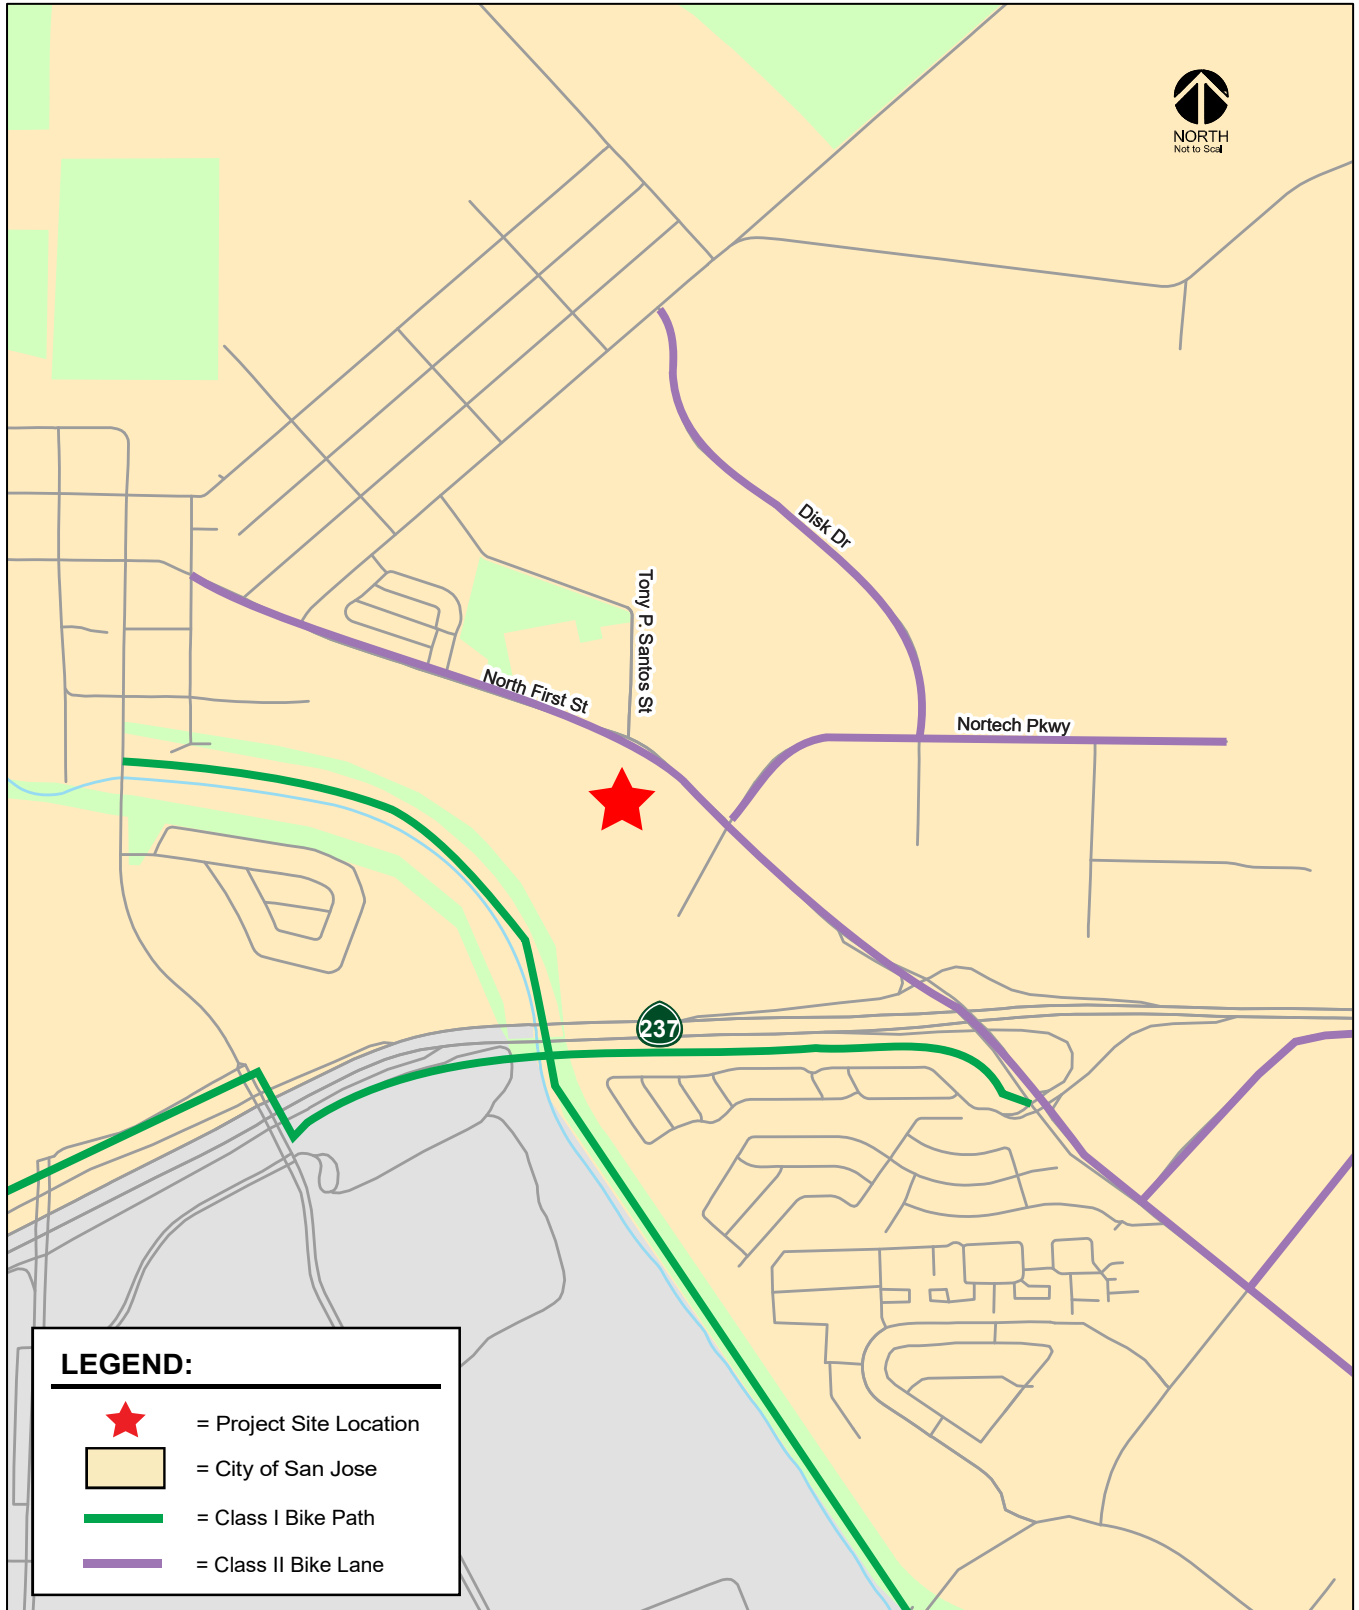 NORTH
Not to Scal
Disk Dr
Tony P. Santos St
North First St
Nortech Pkwy
237
LEGEND:
= Project Site Location
= City of San Jose
= Class I Bike Path
= Class II Bike Lane